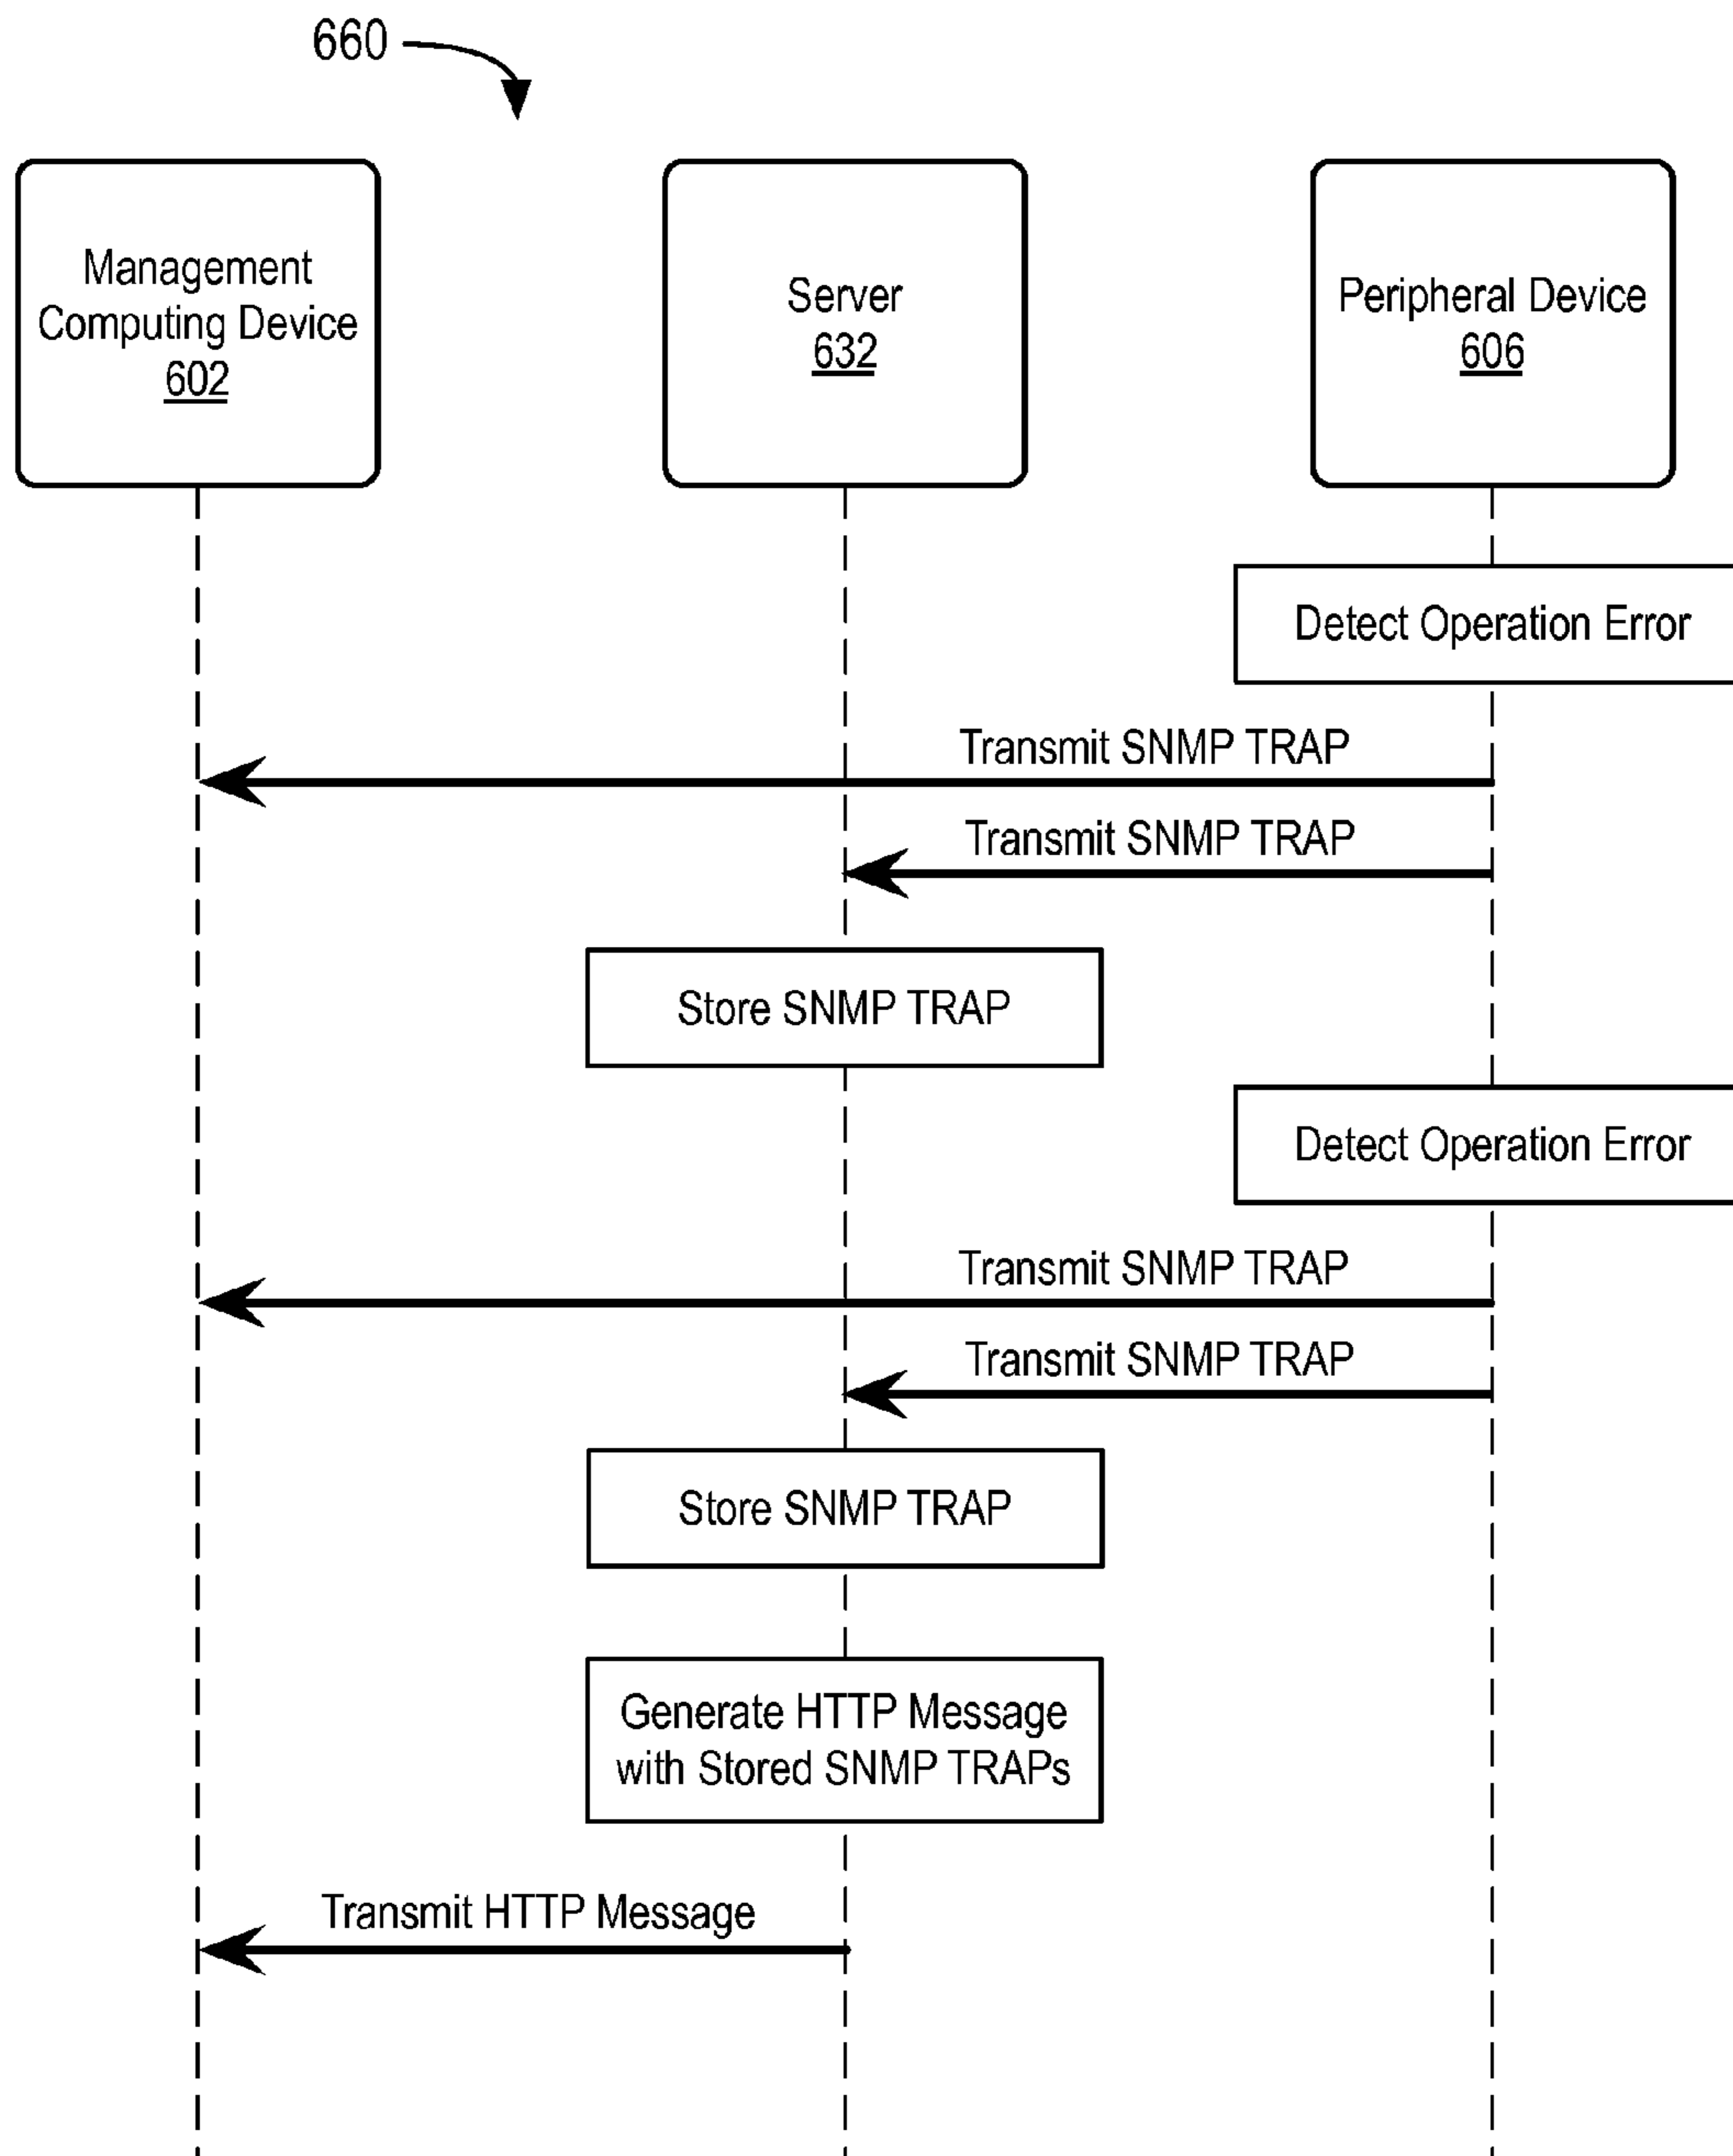 660
Management
Computing Device
602
Server
632
Peripheral Device
606
Detect Operation Error
Transmit SNMP TRAP
Transmit SNMP TRAP
Store SNMP TRAP
Detect Operation Error
Transmit SNMP TRAP
Transmit SNMP TRAP
Store SNMP TRAP
Generate HTTP Message
with Stored SNMP TRAPs
Transmit HTTP Message